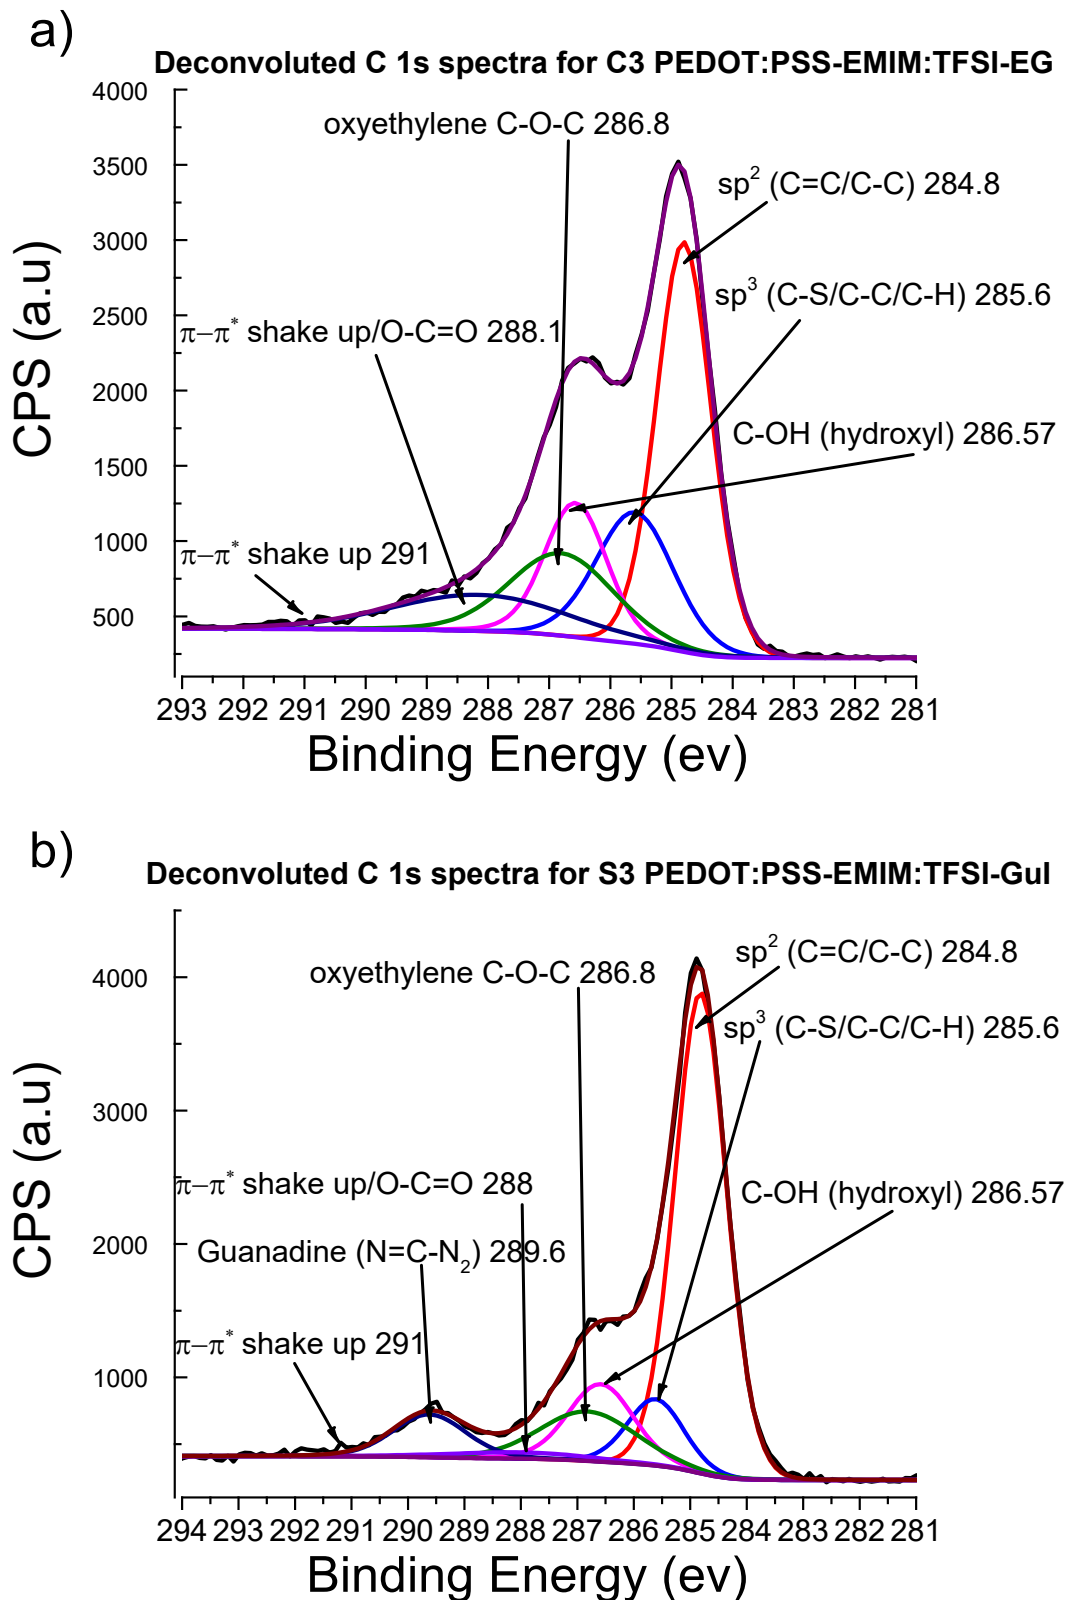 a)
Deconvoluted C 1s spectra for C3 PEDOT:PSS-EMIM:TFSI-EG
4000
oxyethylene C-O-C 286.8
3500
sp² (C=C/C-C) 284.8
3000
sp³ (C-S/C-C/C-H) 285.6
2500
π–π* shake up/O-C=O 288.1
2000
C-OH (hydroxyl) 286.57
1500
1000
π–π* shake up 291
500
CPS (a.u)
293 292 291 290 289 288 287 286 285 284 283 282 281
Binding Energy (ev)
b)
Deconvoluted C 1s spectra for S3 PEDOT:PSS-EMIM:TFSI-GuI
sp² (C=C/C-C) 284.8
oxyethylene C-O-C 286.8
4000
sp³ (C-S/C-C/C-H) 285.6
3000
π–π* shake up/O-C=O 288
C-OH (hydroxyl) 286.57
2000
Guanadine (N=C-N₂) 289.6
π–π* shake up 291
1000
CPS (a.u)
294 293 292 291 290 289 288 287 286 285 284 283 282 281
Binding Energy (ev)